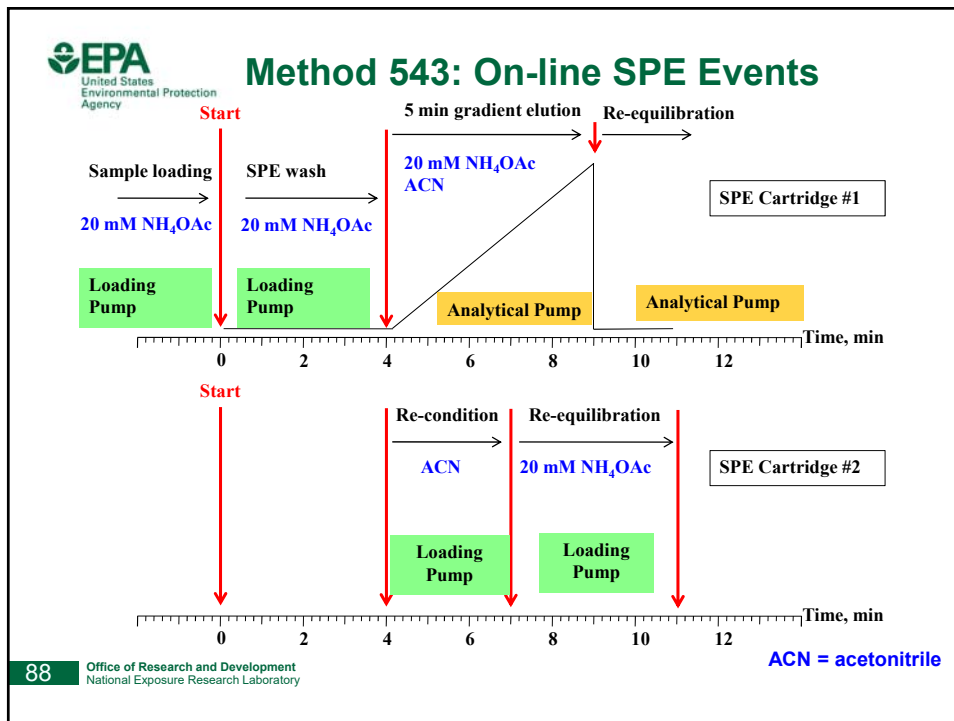 EPA
United States
Environmental Protection
Agency
Method 543: On-line SPE Events
Start
5 min gradient elution
Re-equilibration
Sample loading
SPE wash
20 mM NH₄OAc
ACN
SPE Cartridge #1
20 mM NH₄OAc
20 mM NH₄OAc
Loading
Pump
Loading
Pump
Analytical Pump
Analytical Pump
Time, min
0 2 4 6 8 10 12
Start
Re-condition
Re-equilibration
ACN
20 mM NH₄OAc
SPE Cartridge #2
Loading
Pump
Loading
Pump
Time, min
0 2 4 6 8 10 12
ACN = acetonitrile
88
Office of Research and Development
National Exposure Research Laboratory